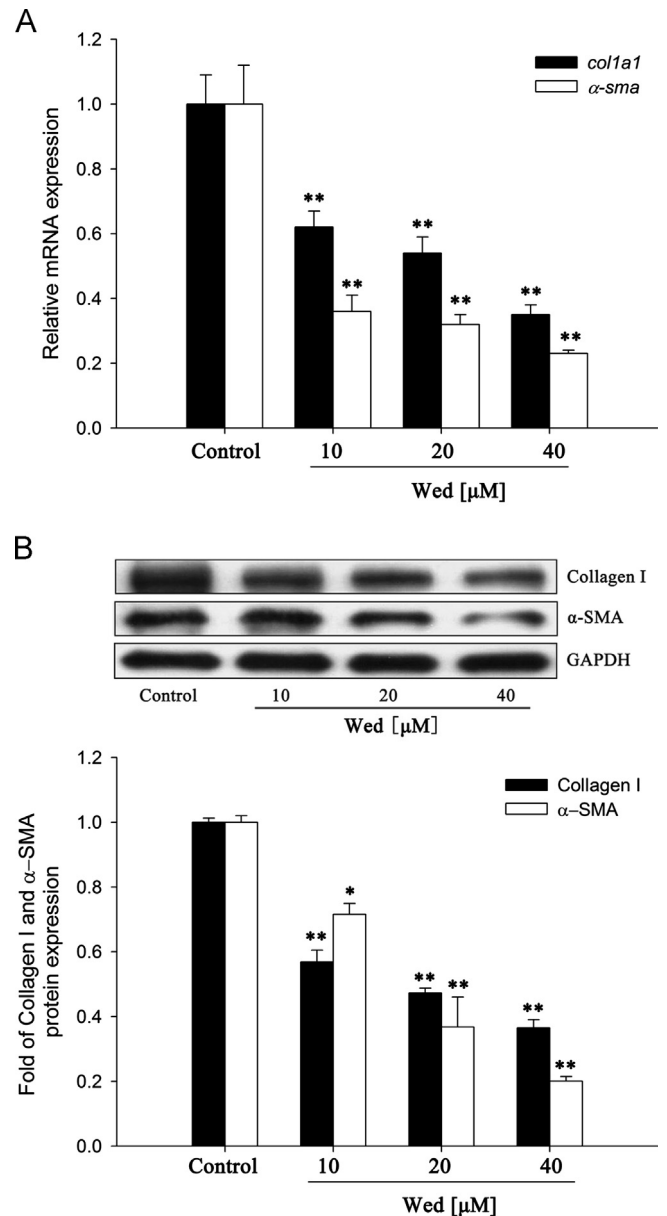 A
1.2
1.0
0.8
0.6
0.4
0.2
0.0
Relative mRNA expression
col1a1
α-sma
** ** ** ** ** **
Control 10 20 40
Wed [μM]
B
Collagen I
α-SMA
GAPDH
Control 10 20 40
Wed [μM]
1.2
1.0
0.8
0.6
0.4
0.2
0.0
Fold of Collagen I and α–SMA
protein expression
Collagen I
α–SMA
** * ** ** ** **
Control 10 20 40
Wed [μM]